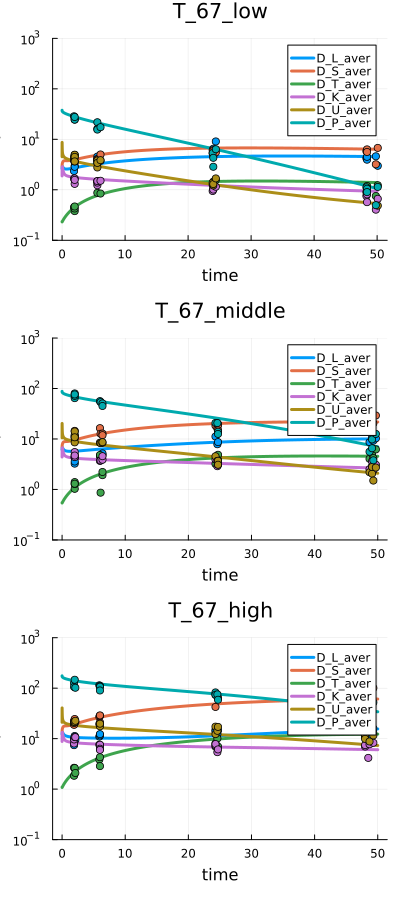 T_67_low
10³
10²
10¹
10⁰
10⁻¹
D_L_aver
D_S_aver
D_T_aver
D_K_aver
D_U_aver
D_P_aver
0 10 20 30 40 50
time
T_67_middle
10³
10²
10¹
10⁰
10⁻¹
D_L_aver
D_S_aver
D_T_aver
D_K_aver
D_U_aver
D_P_aver
0 10 20 30 40 50
time
T_67_high
10³
10²
10¹
10⁰
10⁻¹
D_L_aver
D_S_aver
D_T_aver
D_K_aver
D_U_aver
D_P_aver
0 10 20 30 40 50
time